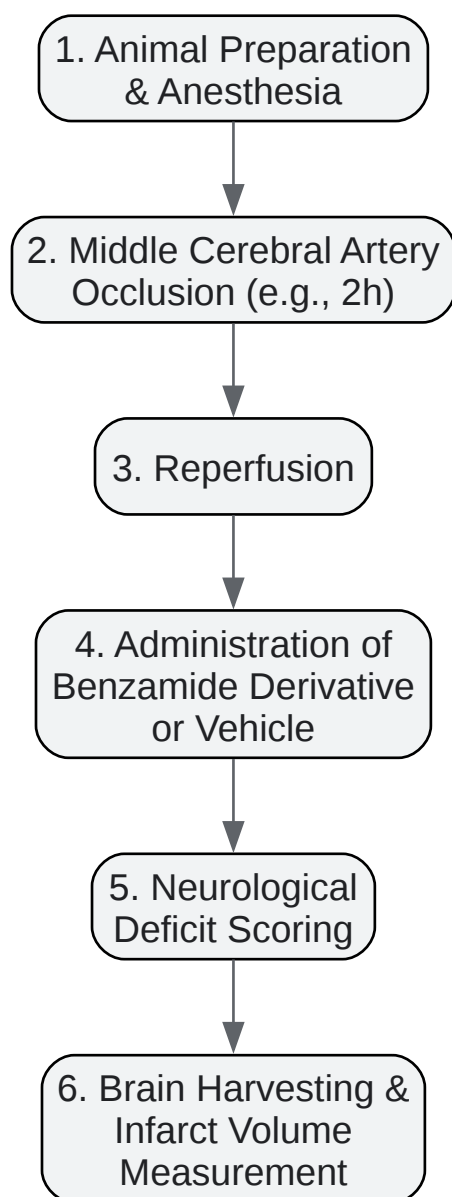 1. Animal Preparation
& Anesthesia
2. Middle Cerebral Artery
Occlusion (e.g., 2h)
3. Reperfusion
4. Administration of
Benzamide Derivative
or Vehicle
5. Neurological
Deficit Scoring
6. Brain Harvesting &
Infarct Volume
Measurement